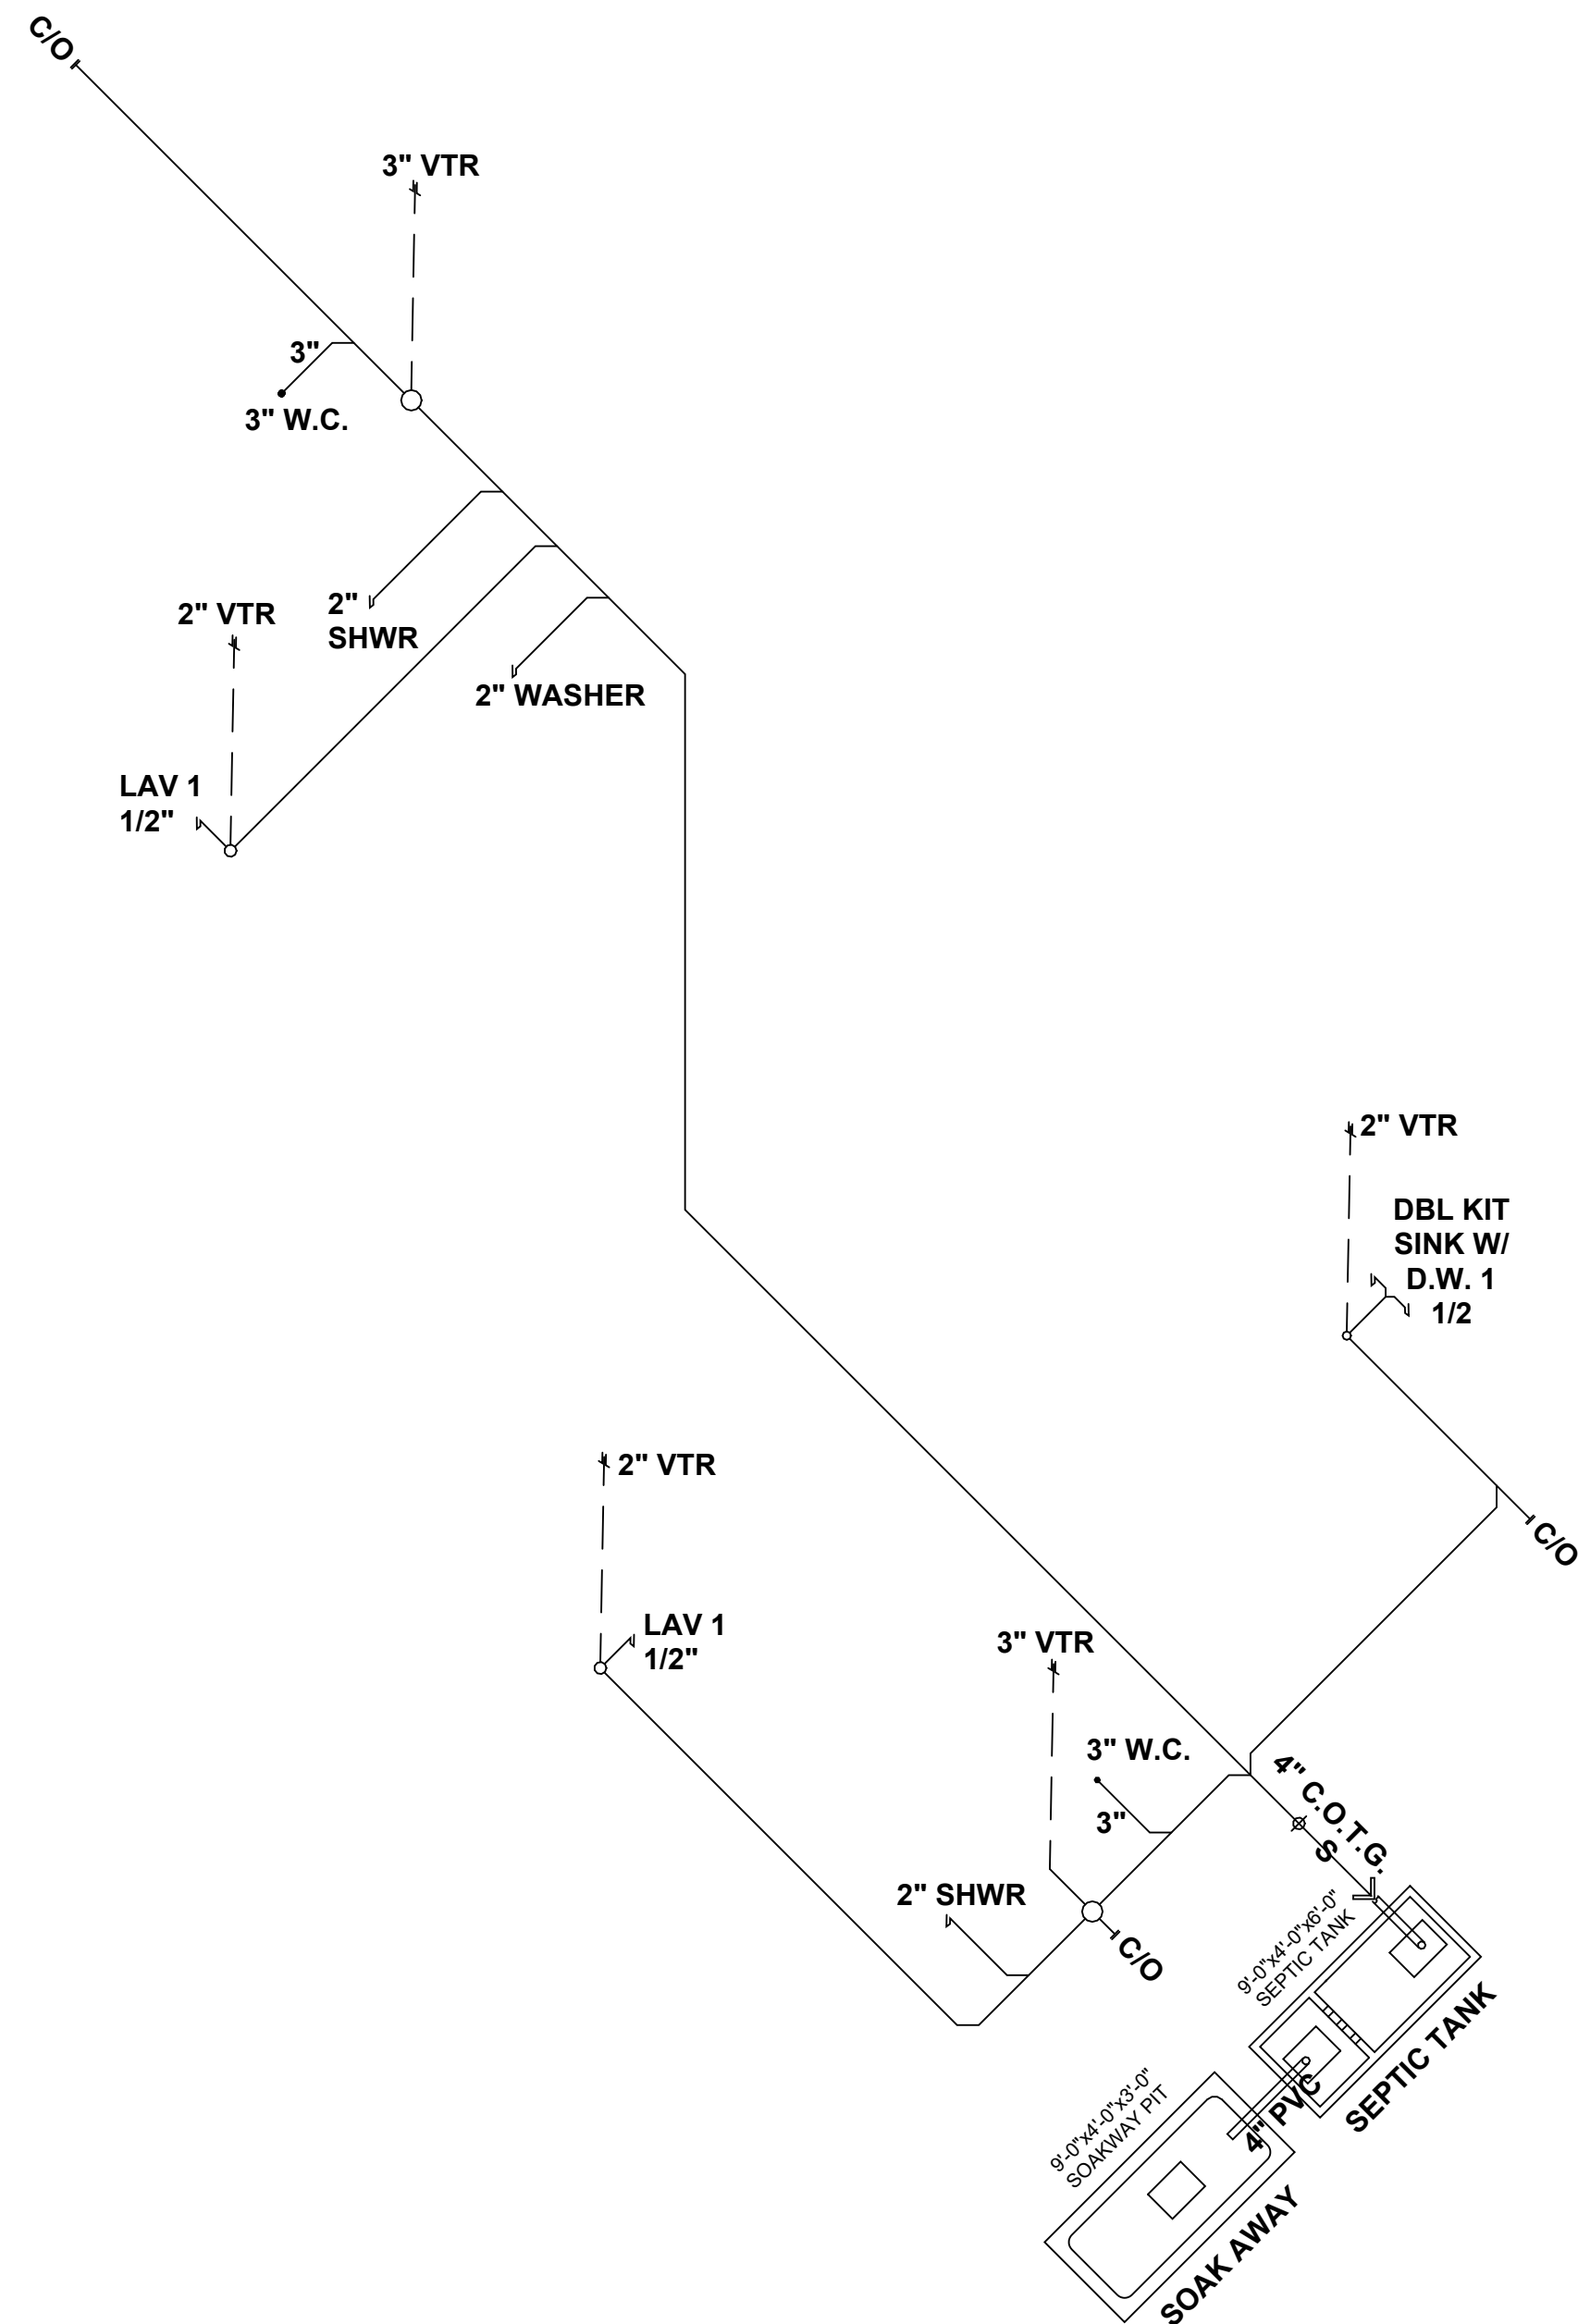 C/O
3" VTR
3"
3" W.C.
2" VTR
2"
SHWR
2" WASHER
LAV 1
1/2"
2" VTR
DBL KIT
SINK W/
D.W. 1
1/2
2" VTR
C/O
LAV 1
1/2"
3" VTR
3" W.C.
3"
4" C.O.T.G.
S
2" SHWR
C/O
9'-0"x4'-0"x6'-0"
SEPTIC TANK
SEPTIC TANK
4" PVC
9'-0"x4'-0"x3'-0"
SOAKWAY PIT
SOAK AWAY